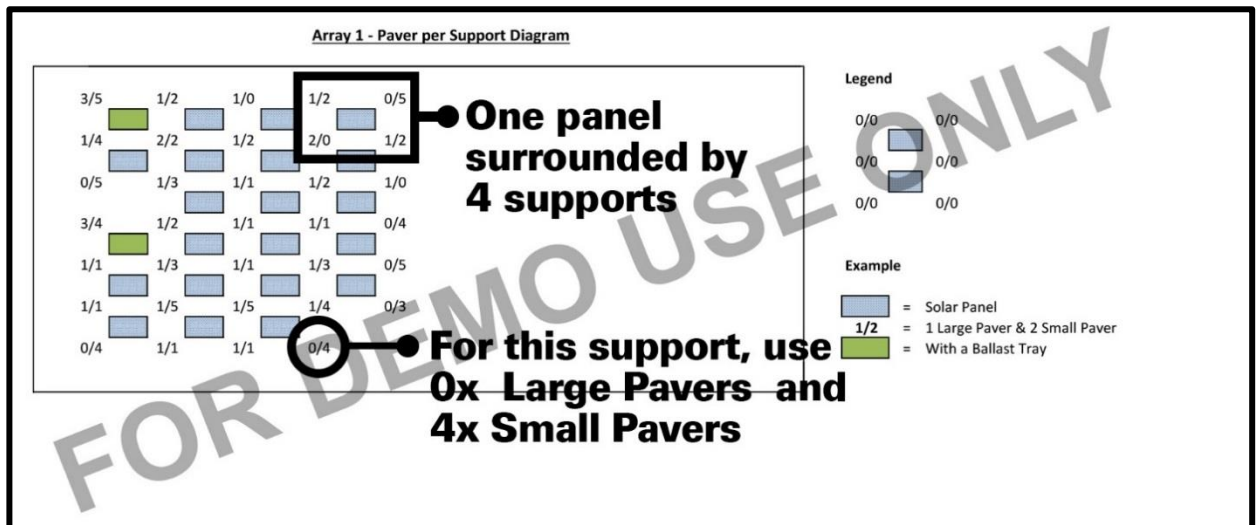 Array 1 - Paver per Support Diagram
3/5 1/2 1/0 1/2 0/5
1/4 2/2 1/2 2/0 1/2
0/5 1/3 1/1 1/2 1/0
3/4 1/2 1/1 1/1 0/4
1/1 1/3 1/1 1/3 0/5
1/1 1/5 1/5 1/4 0/3
0/4 1/1 1/1 0/4
One panel
surrounded by
4 supports
For this support, use
0x Large Pavers and
4x Small Pavers
Legend
0/0 0/0
0/0 0/0
0/0 0/0
Example
= Solar Panel
1/2 = 1 Large Paver & 2 Small Paver
= With a Ballast Tray
FOR DEMO USE ONLY